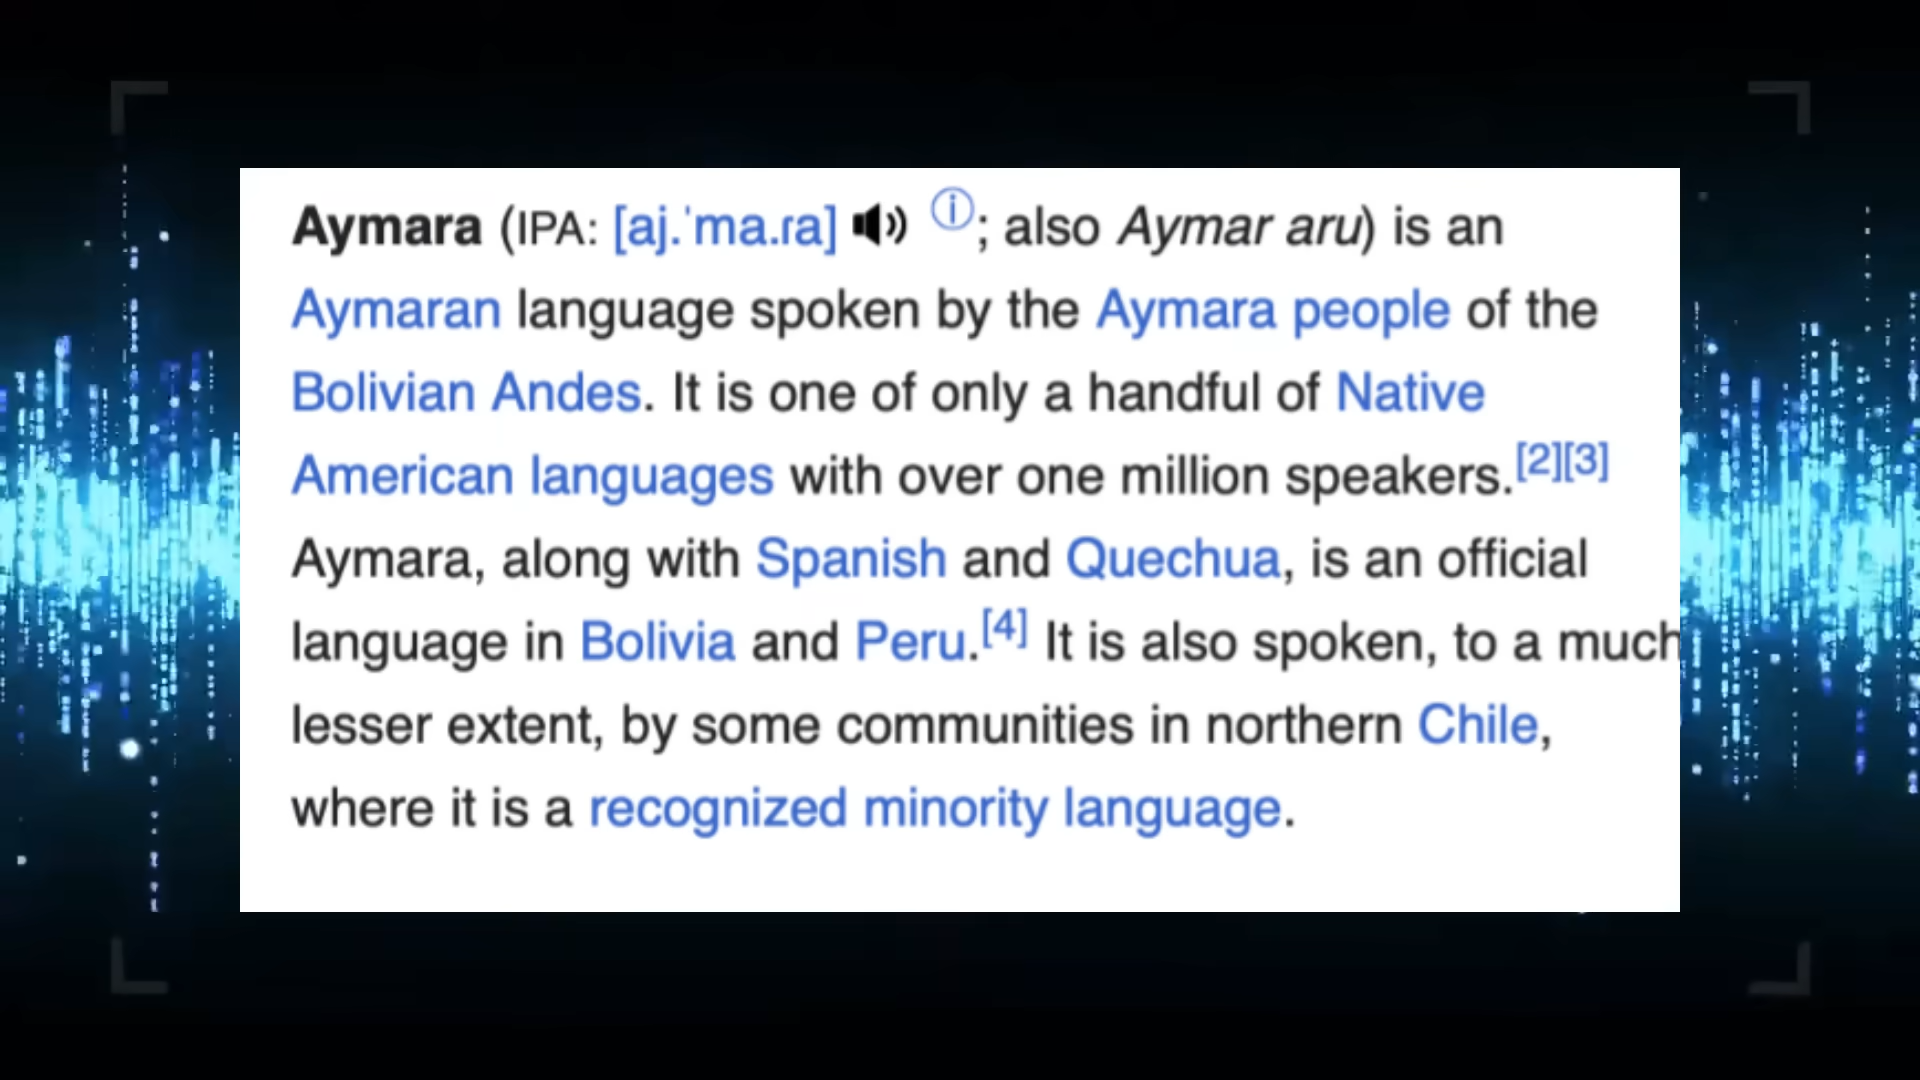 Aymara (IPA: [aj.ˈma.ɾa] ⓘ; also Aymar aru) is an
Aymaran language spoken by the Aymara people of the
Bolivian Andes. It is one of only a handful of Native
American languages with over one million speakers.[2][3]
Aymara, along with Spanish and Quechua, is an official
language in Bolivia and Peru.[4] It is also spoken, to a much
lesser extent, by some communities in northern Chile,
where it is a recognized minority language.